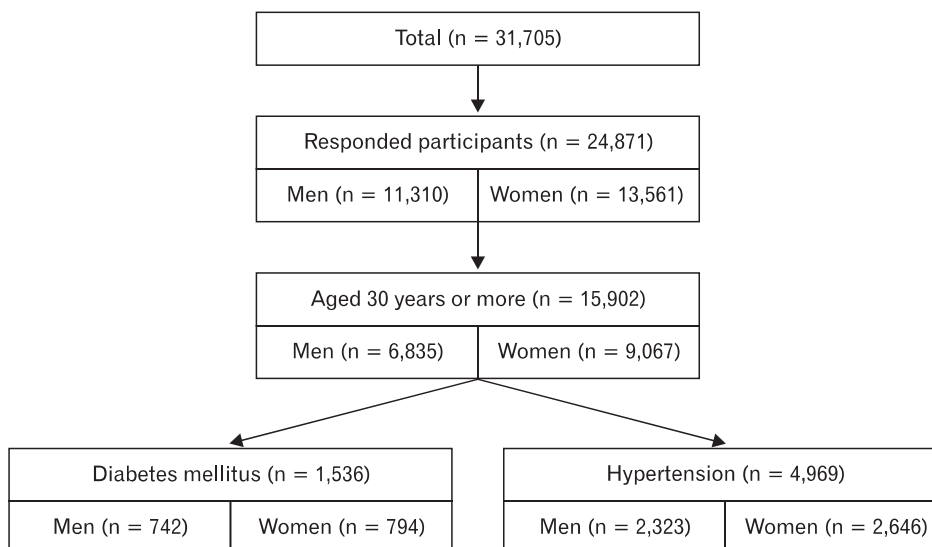 Total (n = 31,705)
Responded participants (n = 24,871)
Men (n = 11,310)
Women (n = 13,561)
Aged 30 years or more (n = 15,902)
Men (n = 6,835)
Women (n = 9,067)
Diabetes mellitus (n = 1,536)
Men (n = 742)
Women (n = 794)
Hypertension (n = 4,969)
Men (n = 2,323)
Women (n = 2,646)